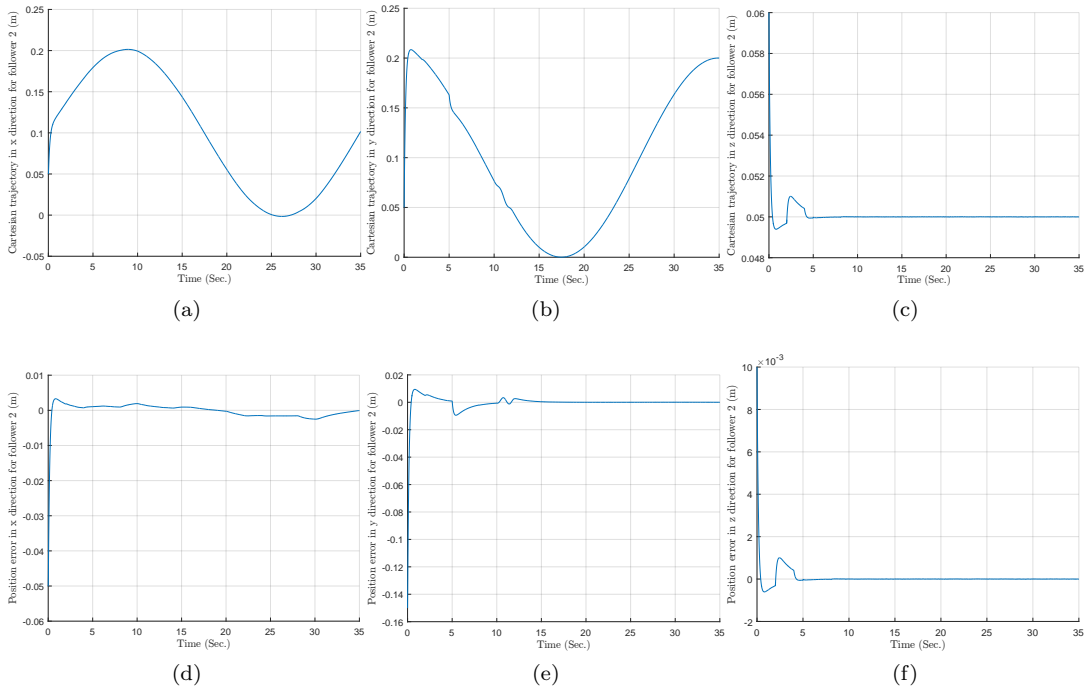 Cartesian trajectory in x direction for follower 2 (m)
0.25
0.2
0.15
0.1
0.05
0
-0.05
0 5 10 15 20 25 30 35
Time (Sec.)
(a)
Cartesian trajectory in y direction for follower 2 (m)
0.25
0.2
0.15
0.1
0.05
0
0 5 10 15 20 25 30 35
Time (Sec.)
(b)
Cartesian trajectory in z direction for follower 2 (m)
0.06
0.058
0.056
0.054
0.052
0.05
0.048
0 5 10 15 20 25 30 35
Time (Sec.)
(c)
Position error in x direction for follower 2 (m)
0.01
0
-0.01
-0.02
-0.03
-0.04
-0.05
-0.06
0 5 10 15 20 25 30 35
Time (Sec.)
(d)
Position error in y direction for follower 2 (m)
0.02
0
-0.02
-0.04
-0.06
-0.08
-0.1
-0.12
-0.14
-0.16
0 5 10 15 20 25 30 35
Time (Sec.)
(e)
Position error in z direction for follower 2 (m)
×10⁻³
10
8
6
4
2
0
-2
0 5 10 15 20 25 30 35
Time (Sec.)
(f)